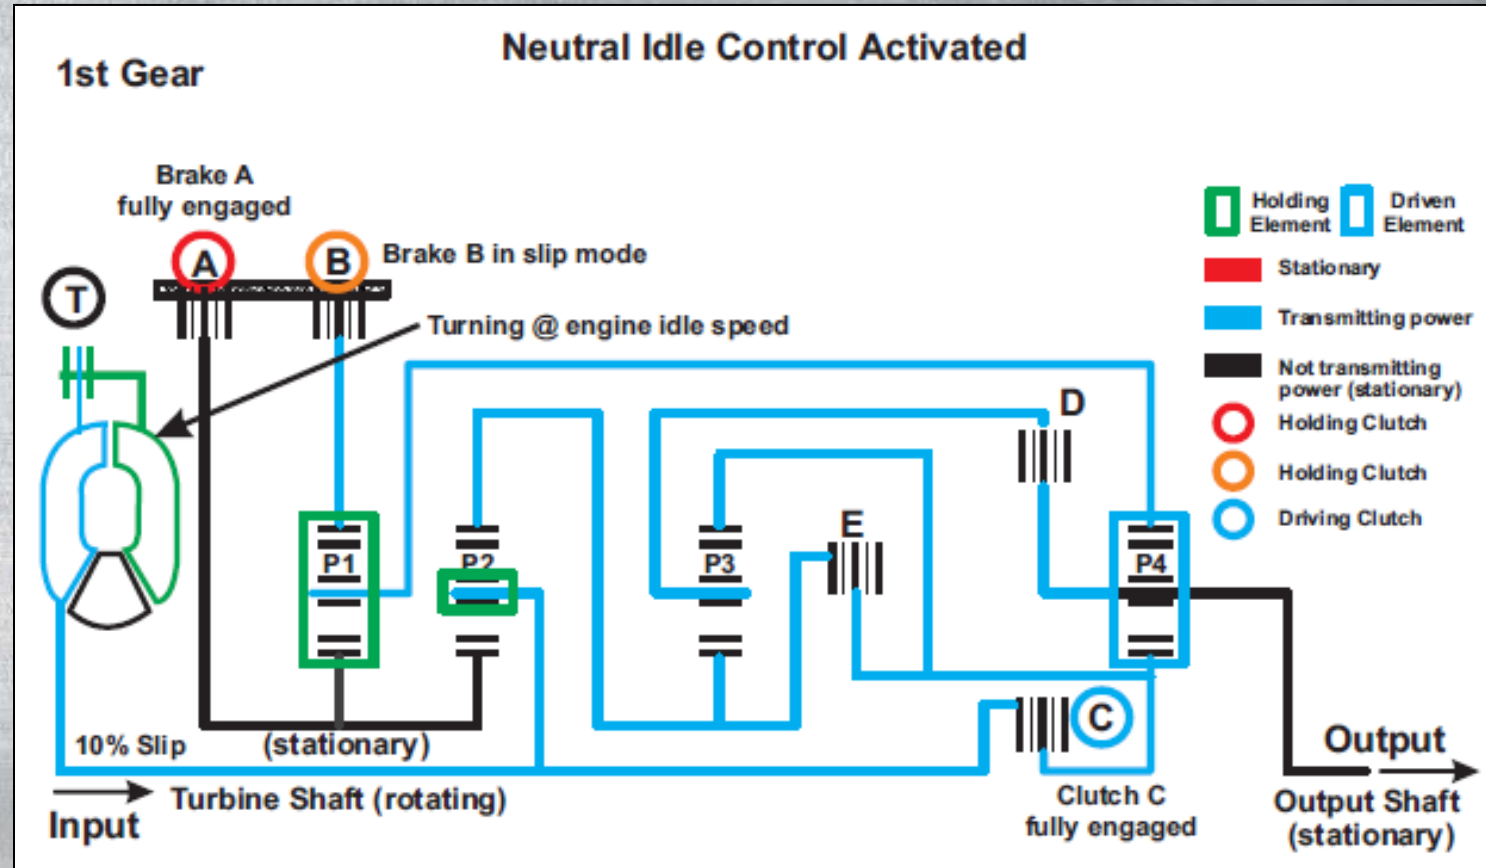 Neutral Idle Control Activated
1st Gear
Brake A
fully engaged
A
B
Brake B in slip mode
T
Turning @ engine idle speed
Holding
Element
Driven
Element
Stationary
Transmitting power
Not transmitting
power (stationary)
Holding Clutch
Holding Clutch
Driving Clutch
D
E
P1
P2
P3
P4
C
10% Slip
(stationary)
Turbine Shaft (rotating)
Input
Clutch C
fully engaged
Output
Output Shaft
(stationary)